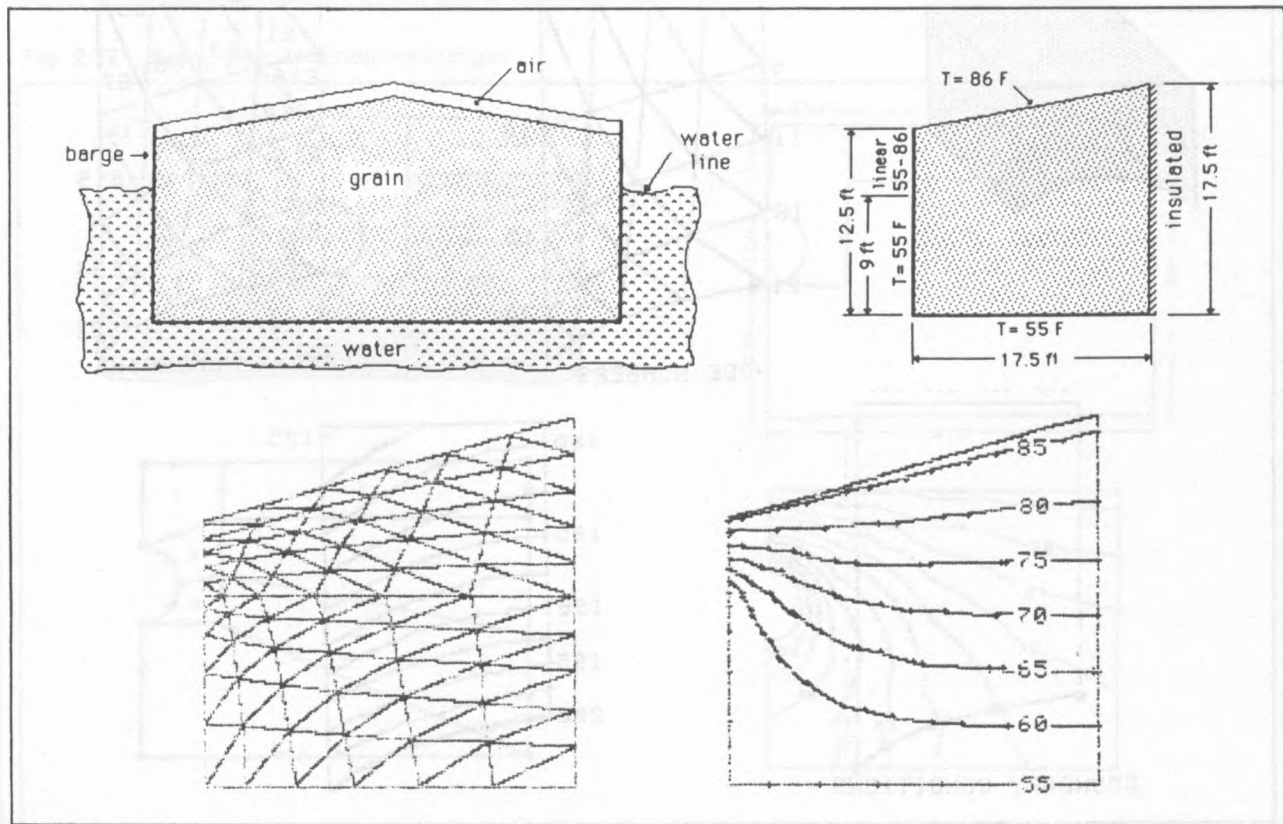 air
barge
grain
water
line
water
T= 86 F
linear
55-86
12.5 ft
9 ft
T= 55 F
insulated
17.5 ft
T= 55 F
17.5 ft
85
80
75
70
65
60
55